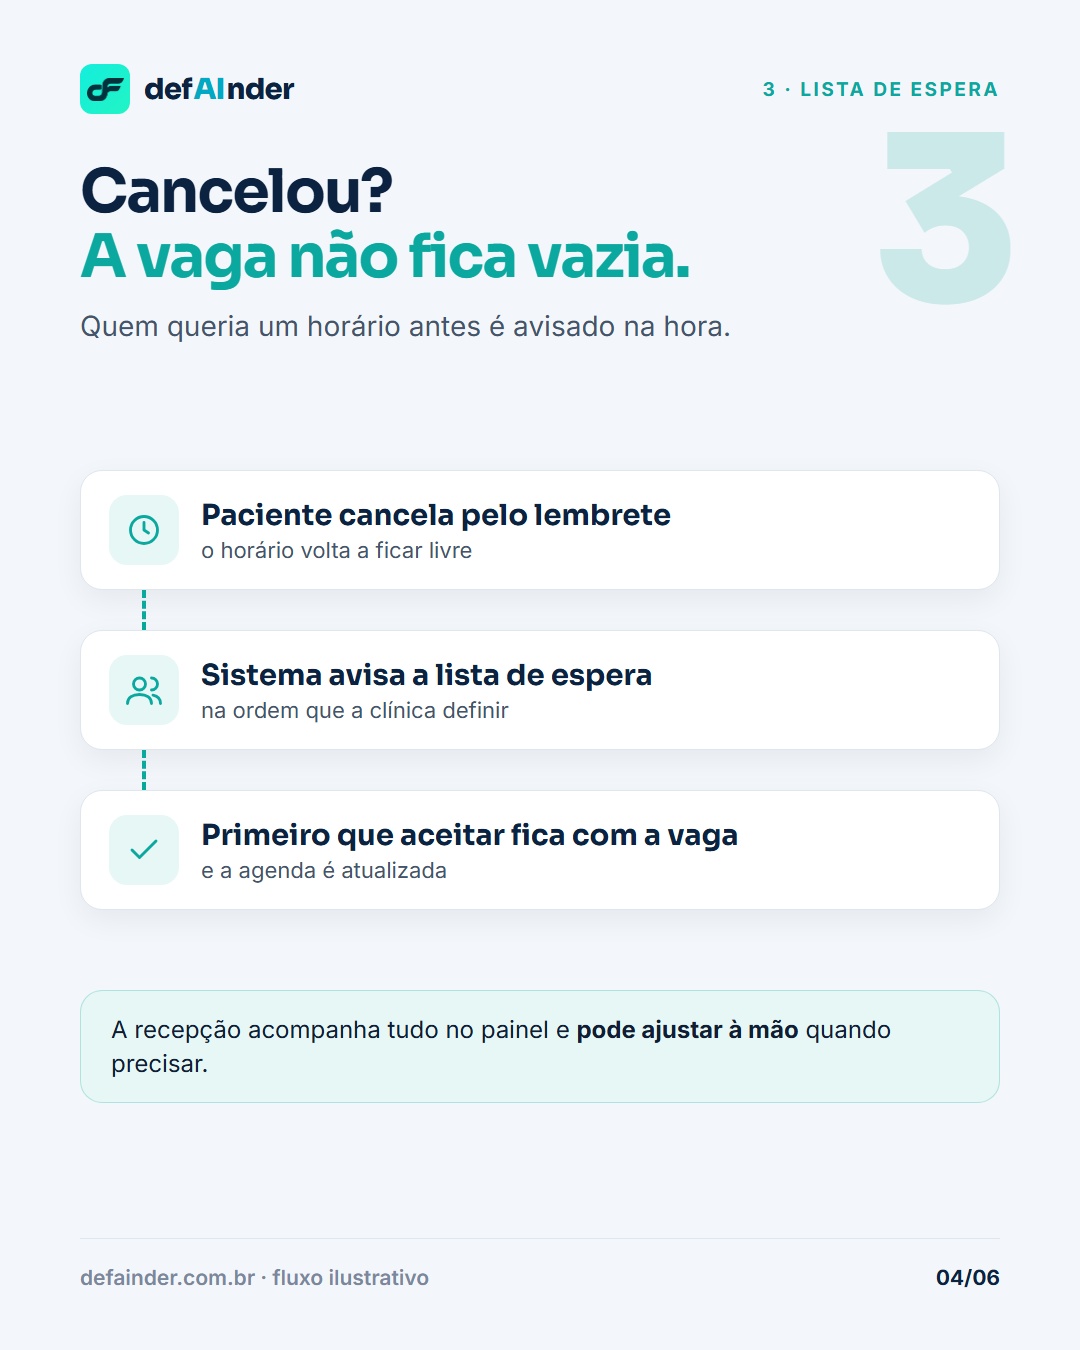 defAInder
3 · LISTA DE ESPERA
3
Cancelou?
A vaga não fica vazia.
Quem queria um horário antes é avisado na hora.
Paciente cancela pelo lembrete
o horário volta a ficar livre
Sistema avisa a lista de espera
na ordem que a clínica definir
Primeiro que aceitar fica com a vaga
e a agenda é atualizada
A recepção acompanha tudo no painel e pode ajustar à mão quando
precisar.
defainder.com.br · fluxo ilustrativo
04/06